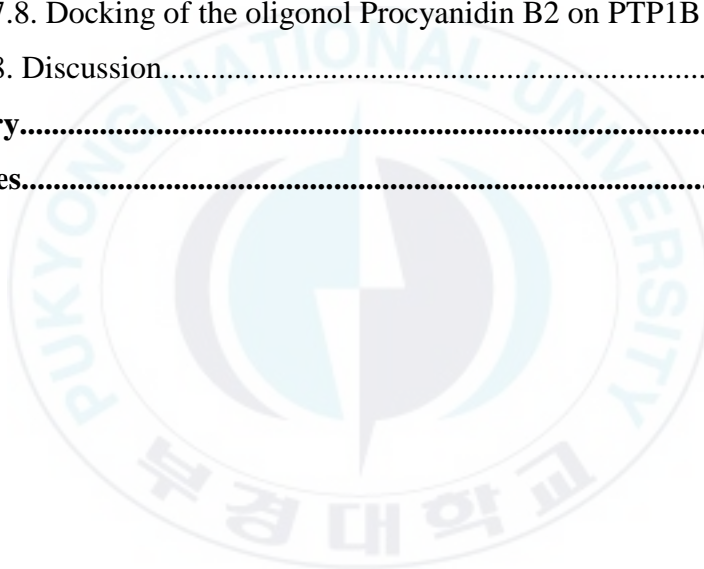 7.8. Docking of the oligonol Procyanidin B2 on PTP1B
8. Discussion.....................................................................
ry.......................................................................................
es.......................................................................................
PUKYONG NATIONAL UNIVERSITY
부경대학교